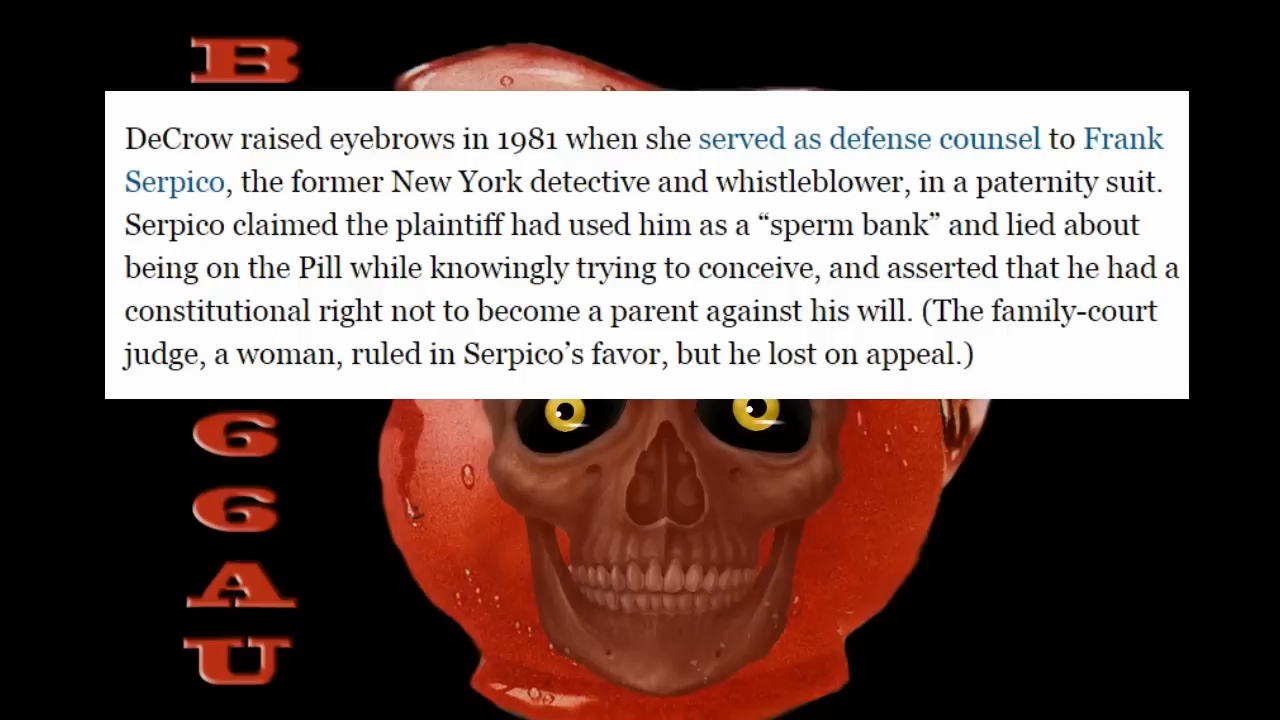 B
DeCrow raised eyebrows in 1981 when she served as defense counsel to Frank
Serpico, the former New York detective and whistleblower, in a paternity suit.
Serpico claimed the plaintiff had used him as a “sperm bank” and lied about
being on the Pill while knowingly trying to conceive, and asserted that he had a
constitutional right not to become a parent against his will. (The family-court
judge, a woman, ruled in Serpico’s favor, but he lost on appeal.)
6
6
A
U